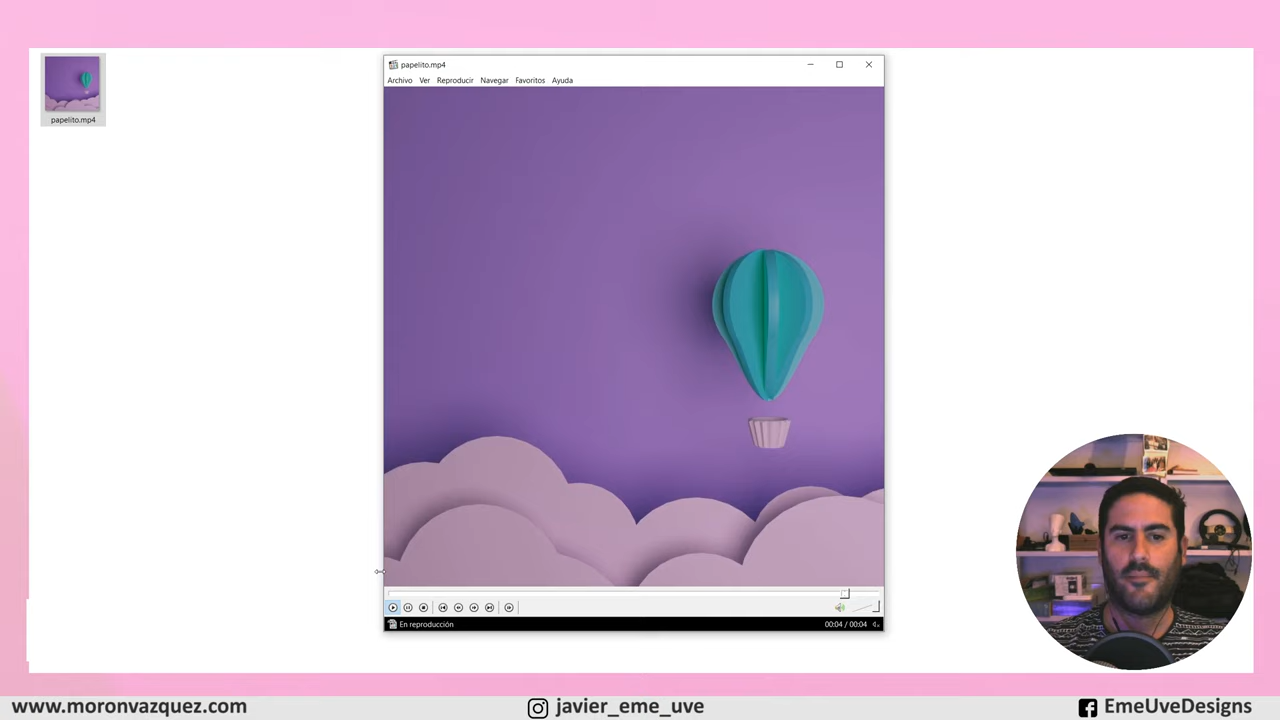 papelito.mp4
papelito.mp4
Archivo Ver Reproducir Navegar Favoritos Ayuda
En reproducción
00:04 / 00:04
www.moronvazquez.com
javier_eme_uve
EmeUveDesigns